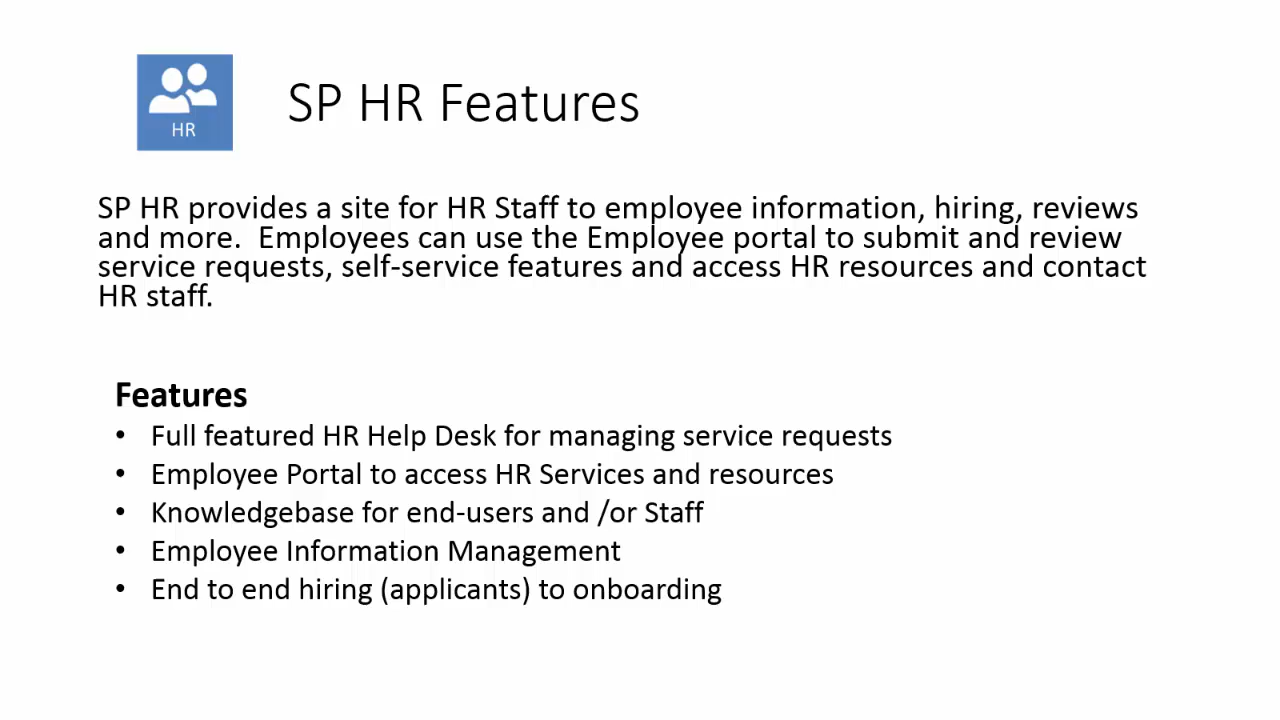 HR
SP HR Features
SP HR provides a site for HR Staff to employee information, hiring, reviews
and more.  Employees can use the Employee portal to submit and review
service requests, self-service features and access HR resources and contact
HR staff.
Features
• Full featured HR Help Desk for managing service requests
• Employee Portal to access HR Services and resources
• Knowledgebase for end-users and /or Staff
• Employee Information Management
• End to end hiring (applicants) to onboarding